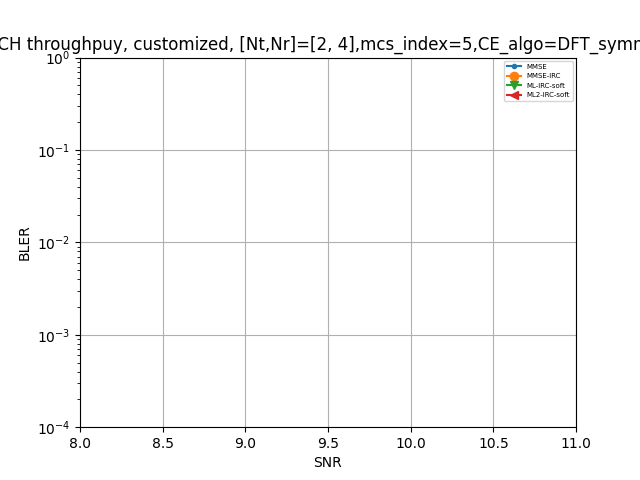 CH throughpuy, customized, [Nt,Nr]=[2, 4],mcs_index=5,CE_algo=DFT_symm
MMSE
MMSE-IRC
ML-IRC-soft
ML2-IRC-soft
10^0
10^-1
10^-2
10^-3
10^-4
BLER
8.0 8.5 9.0 9.5 10.0 10.5 11.0
SNR